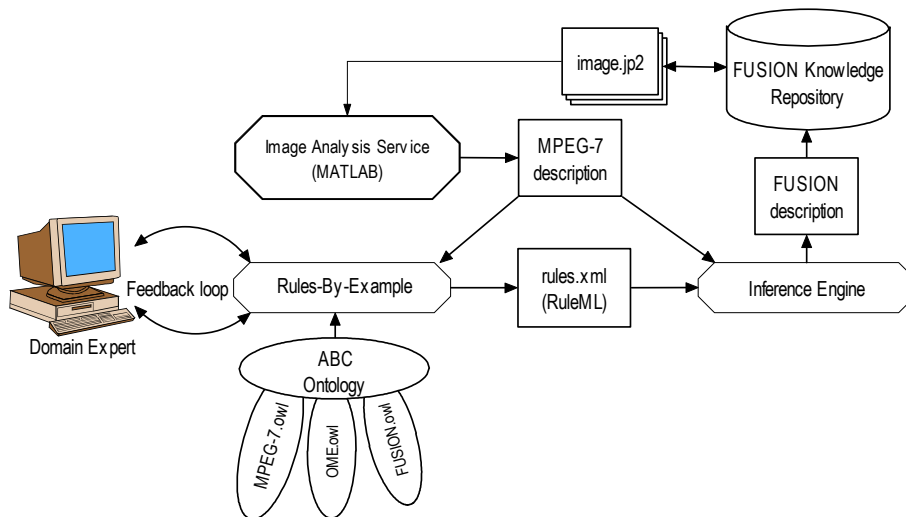 image.jp2
FUSION Knowledge
Repository
Image Analysis Service
(MATLAB)
MPEG-7
description
FUSION
description
Feedback loop
Rules-By-Example
rules.xml
(RuleML)
Inference Engine
Domain Expert
ABC
Ontology
MPEG-7.owl
OME.owl
FUSION.owl